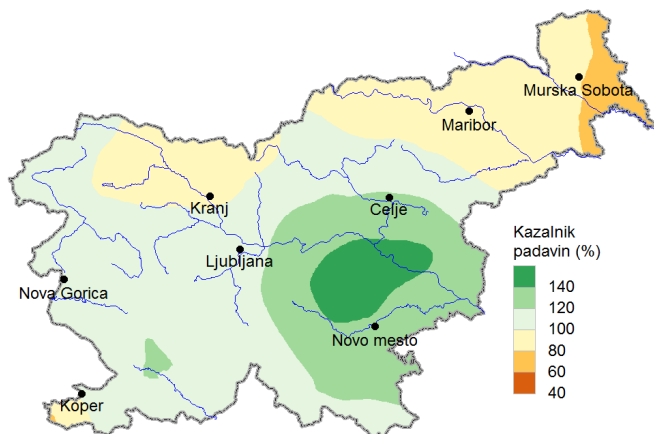 Murska Sobota
Maribor
Kranj
Celje
Ljubljana
Nova Gorica
Novo mesto
Koper
Kazalnik
padavin (%)
140
120
100
80
60
40